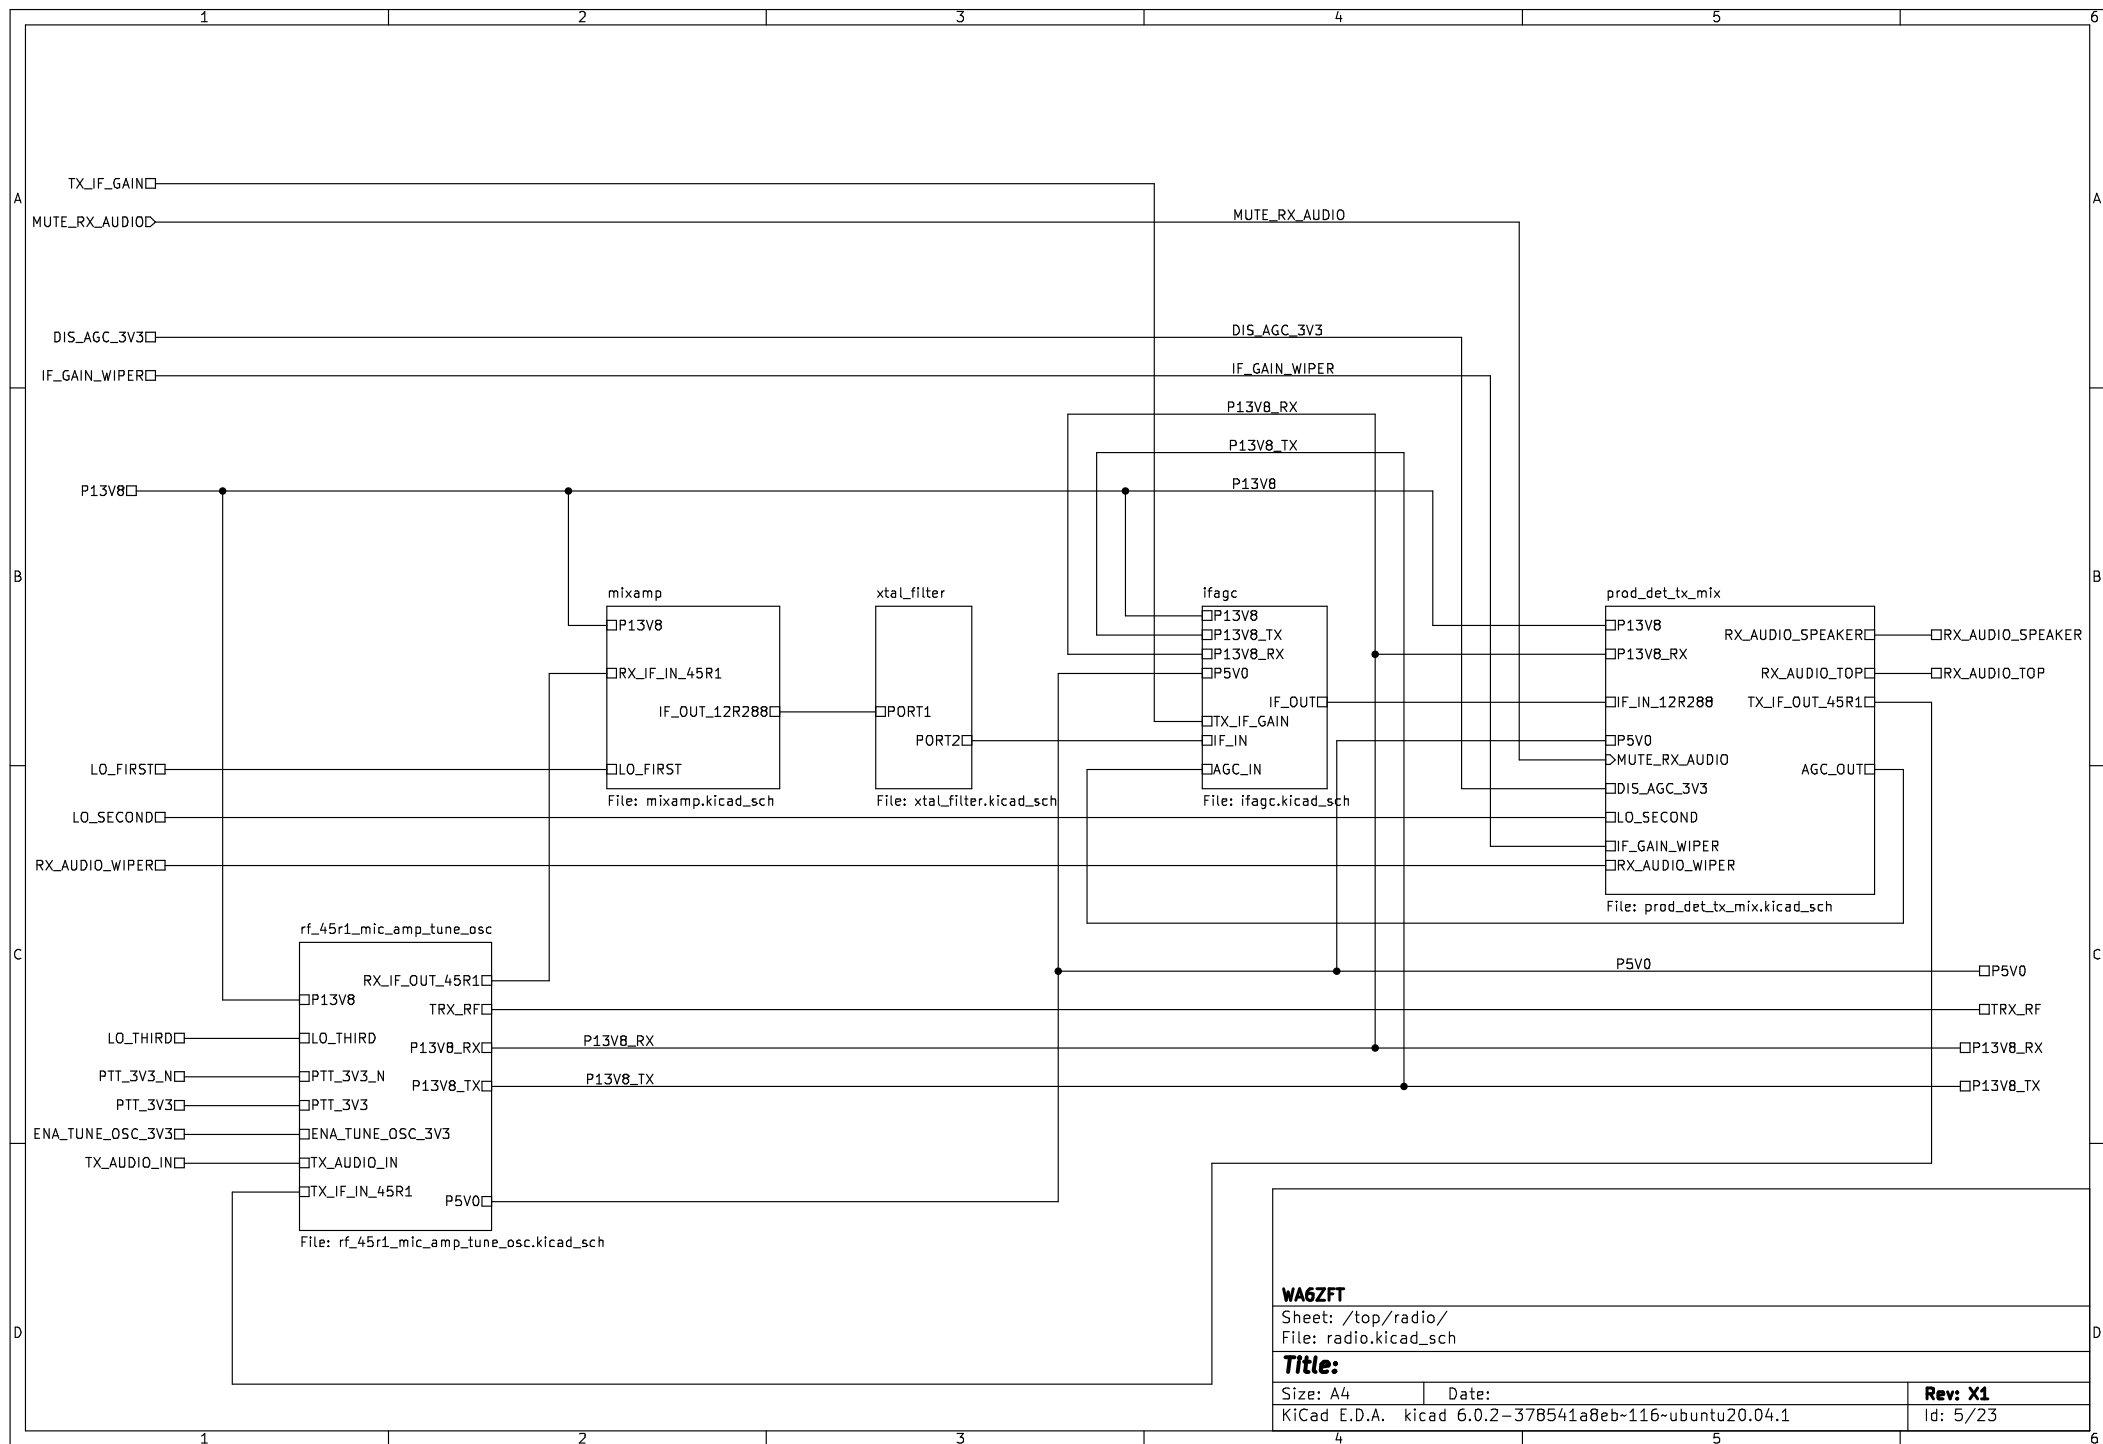 1 2 3 4 5 6
TX_IF_GAIN
A A
MUTE_RX_AUDIO MUTE_RX_AUDIO
DIS_AGC_3V3 DIS_AGC_3V3
IF_GAIN_WIPER IF_GAIN_WIPER
P13V8_RX
P13V8_TX
P13V8 P13V8
B B
mixamp xtal_filter ifagc prod_det_tx_mix
P13V8
RX_IF_IN_45R1
IF_OUT_12R288
LO_FIRST
File: mixamp.kicad_sch
PORT1
PORT2
File: xtal_filter.kicad_sch
P13V8
P13V8_TX
P13V8_RX
P5V0
IF_OUT
TX_IF_GAIN
IF_IN
AGC_IN
File: ifagc.kicad_sch
P13V8
RX_AUDIO_SPEAKER RX_AUDIO_SPEAKER
P13V8_RX
RX_AUDIO_TOP RX_AUDIO_TOP
IF_IN_12R288 TX_IF_OUT_45R1
P5V0
MUTE_RX_AUDIO
AGC_OUT
DIS_AGC_3V3
LO_SECOND
IF_GAIN_WIPER
RX_AUDIO_WIPER
File: prod_det_tx_mix.kicad_sch
LO_FIRST
LO_SECOND
RX_AUDIO_WIPER
rf_45r1_mic_amp_tune_osc
C C
RX_IF_OUT_45R1
P5V0 P5V0
P13V8
TRX_RF TRX_RF
LO_THIRD LO_THIRD
P13V8_RX P13V8_RX P13V8_RX
PTT_3V3_N PTT_3V3_N
P13V8_TX P13V8_TX P13V8_TX
PTT_3V3 PTT_3V3
ENA_TUNE_OSC_3V3 ENA_TUNE_OSC_3V3
TX_AUDIO_IN TX_AUDIO_IN
TX_IF_IN_45R1
P5V0
File: rf_45r1_mic_amp_tune_osc.kicad_sch
WA6ZFT
Sheet: /top/radio/
D D
File: radio.kicad_sch
Title:
Size: A4 Date: Rev: X1
KiCad E.D.A. kicad 6.0.2-378541a8eb~116~ubuntu20.04.1 Id: 5/23
1 2 3 4 5 6